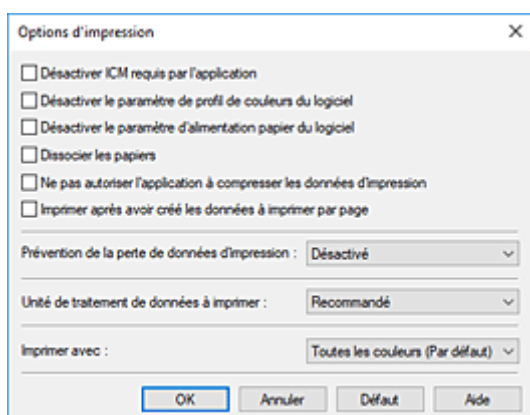 Options d'impression
Désactiver ICM requis par l'application
Désactiver le paramètre de profil de couleurs du logiciel
Désactiver le paramètre d'alimentation papier du logiciel
Dissocier les papiers
Ne pas autoriser l'application à compresser les données d'impression
Imprimer après avoir créé les données à imprimer par page
Prévention de la perte de données d'impression : Désactivé
Unité de traitement de données à imprimer : Recommandé
Imprimer avec : Toutes les couleurs (Par défaut)
OK Annuler Défaut Aide